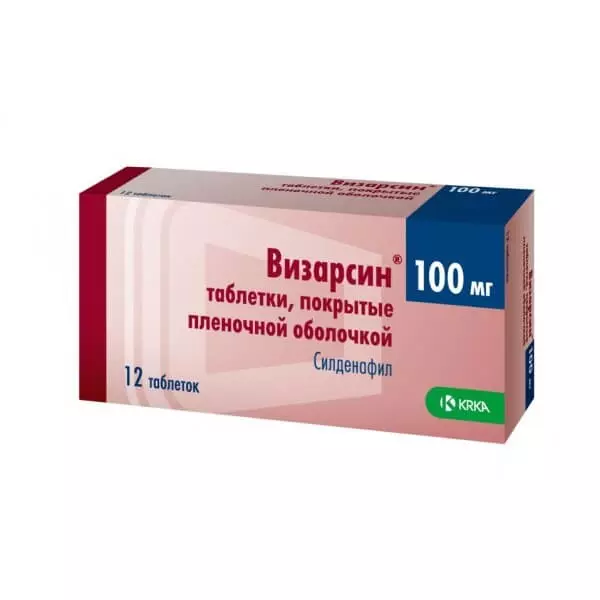 12 таблеток
Визарсин®
таблетки, покрытые
пленочной оболочкой
100 мг
Визарсин®
таблетки, покрытые
пленочной оболочкой
100 мг
Силденафил
12 таблеток
KRKA